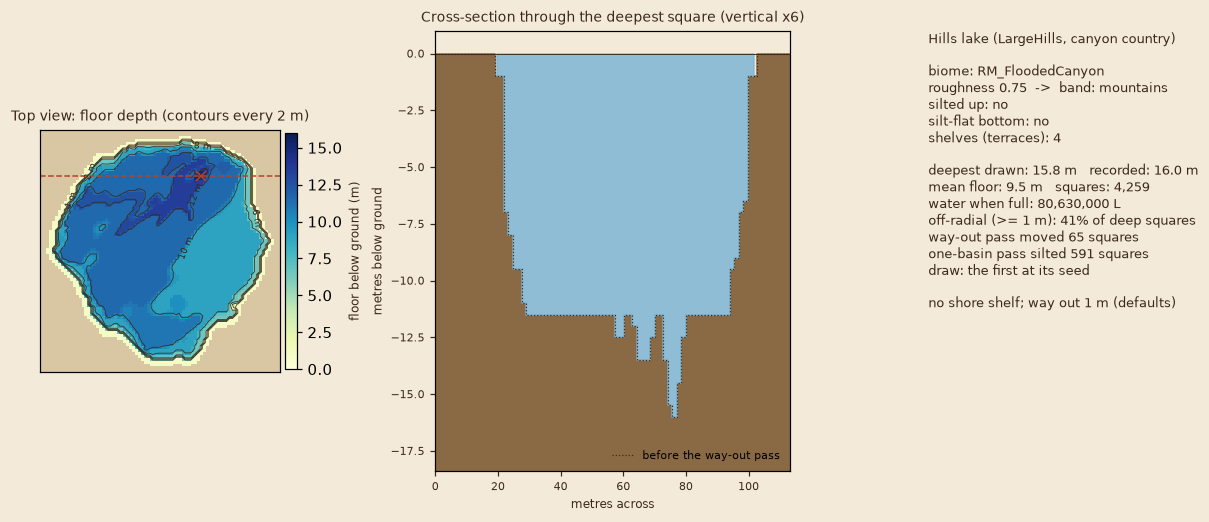 Top view: floor depth (contours every 2 m)
15.0
12.5
10.0
7.5
5.0
2.5
0.0
floor below ground (m)
Cross-section through the deepest square (vertical x6)
0.0
−2.5
−5.0
−7.5
−10.0
−12.5
−15.0
−17.5
metres below ground
before the way-out pass
0
20
40
60
80
100
metres across
Hills lake (LargeHills, canyon country)
biome: RM_FloodedCanyon
roughness 0.75  ->  band: mountains
silted up: no
silt-flat bottom: no
shelves (terraces): 4
deepest drawn: 15.8 m   recorded: 16.0 m
mean floor: 9.5 m   squares: 4,259
water when full: 80,630,000 L
off-radial (>= 1 m): 41% of deep squares
way-out pass moved 65 squares
one-basin pass silted 591 squares
draw: the first at its seed
no shore shelf; way out 1 m (defaults)